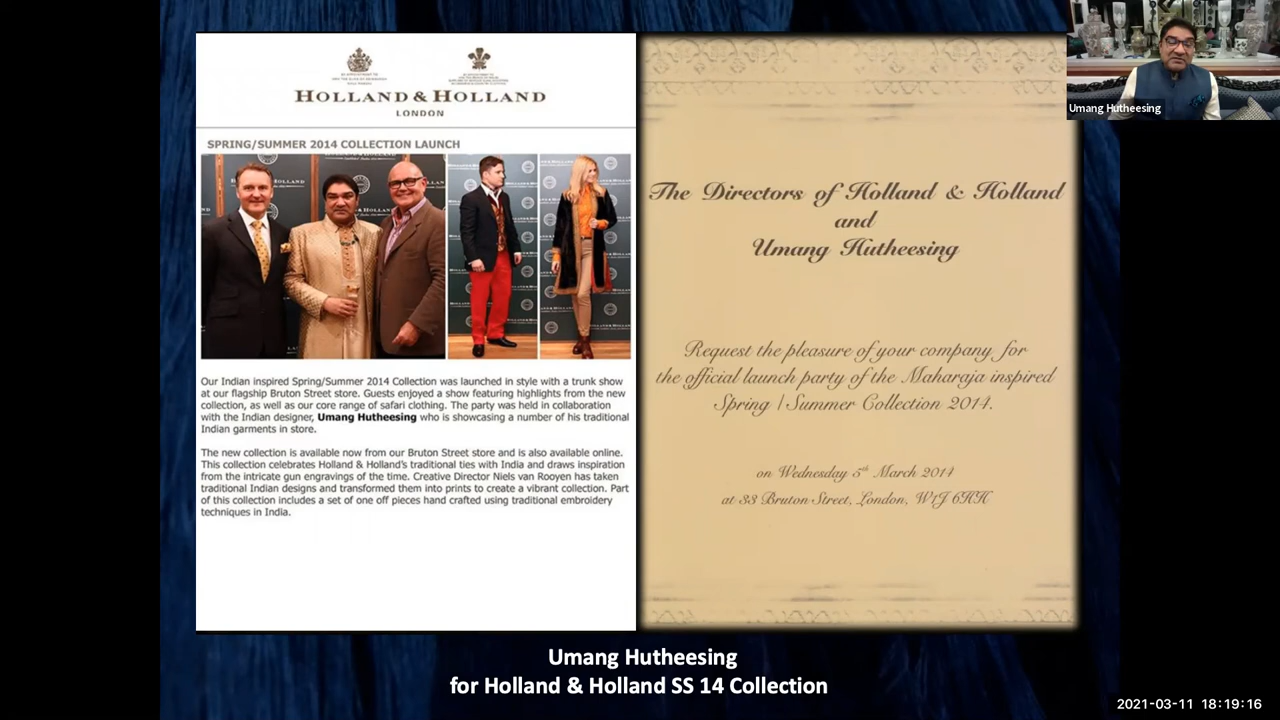 HOLLAND & HOLLAND
LONDON
SPRING/SUMMER 2014 COLLECTION LAUNCH
Our Indian inspired Spring/Summer 2014 Collection was launched in style with a trunk show
at our flagship Bruton Street store. Guests enjoyed a show featuring highlights from the new
collection, as well as our core range of safari clothing. The party was held in collaboration
with the Indian designer, Umang Hutheesing who is showcasing a number of his traditional
Indian garments in store.
The new collection is available now from our Bruton Street store and is also available online.
This collection celebrates Holland & Holland's traditional ties with India and draws inspiration
from the intricate gun engravings of the time. Creative Director Niels van Rooyen has taken
traditional Indian designs and transformed them into prints to create a vibrant collection. Part
of this collection includes a set of one off pieces hand crafted using traditional embroidery
techniques in India.
The Directors of Holland & Holland
and
Umang Hutheesing
Request the pleasure of your company for
the official launch party of the Maharaja inspired
Spring / Summer Collection 2014.
on Wednesday 5th March 2014
at 33 Bruton Street, London, W1J 6HH
Umang Hutheesing
Umang Hutheesing
for Holland & Holland SS 14 Collection
2021-03-11 18:19:16